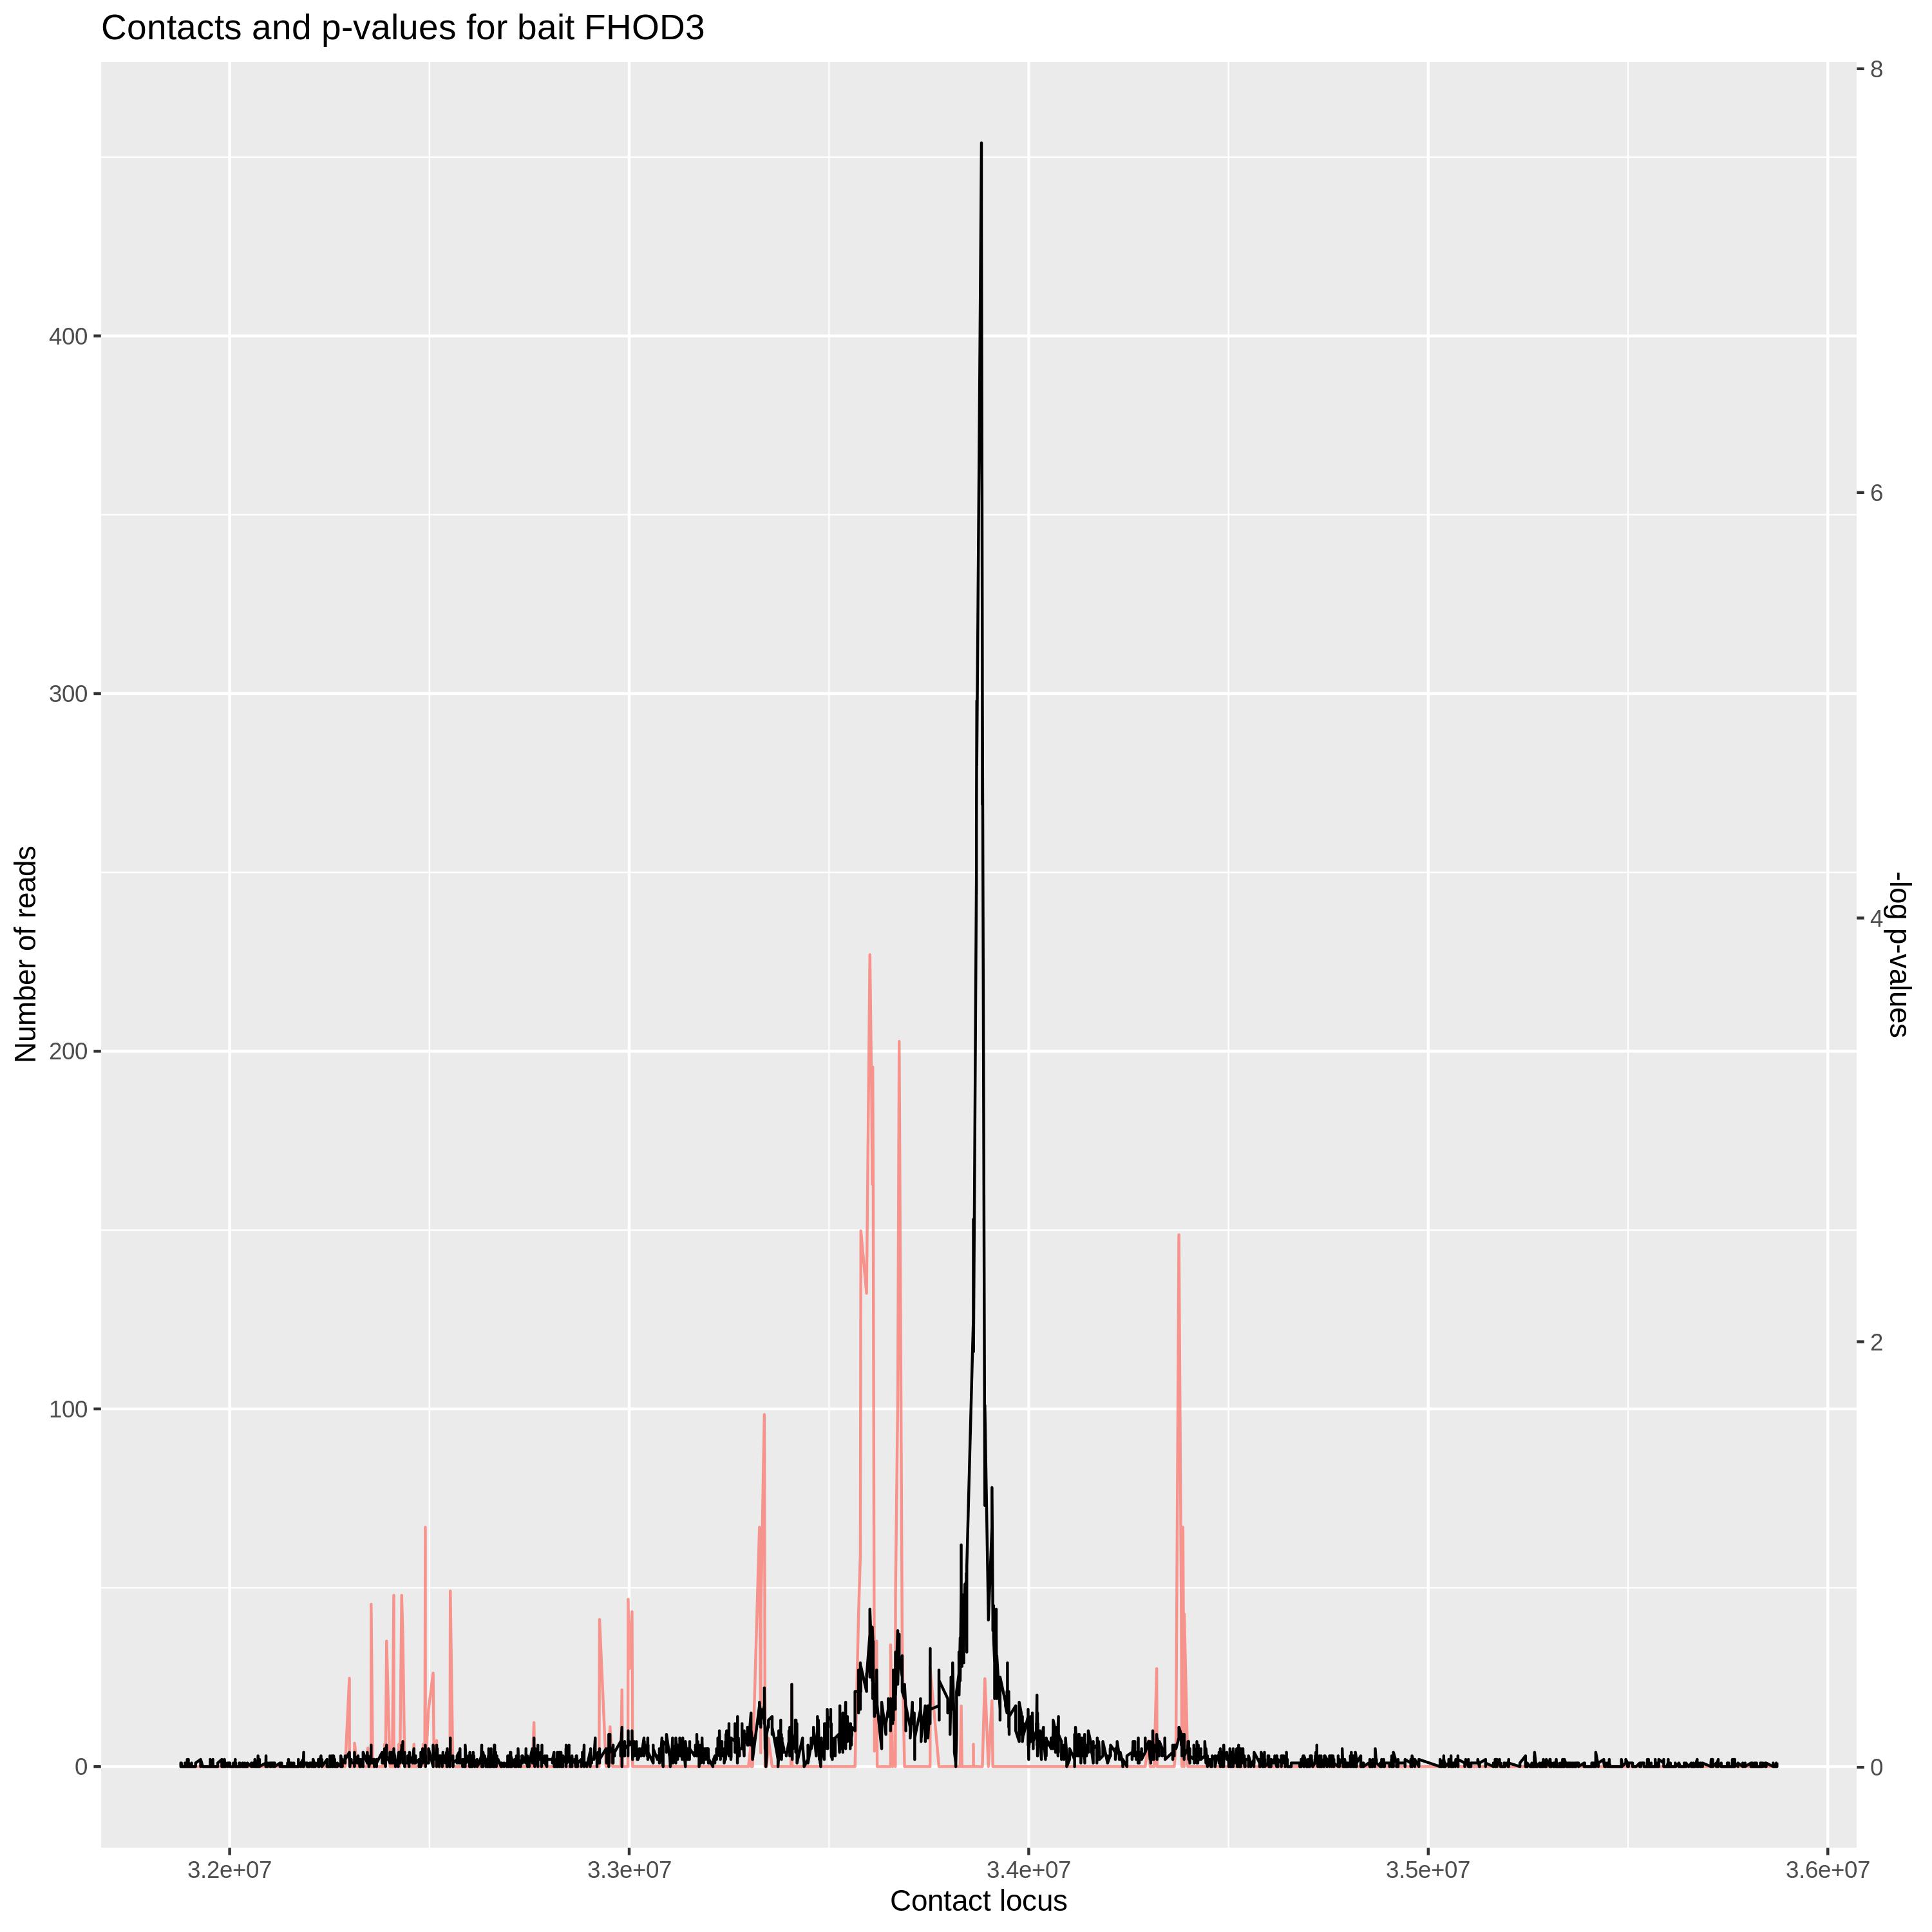 Contacts and p-values for bait FHOD3
Number of reads
400
300
200
100
0
8
6
4
2
0
-log p-values
3.2e+07 3.3e+07 3.4e+07 3.5e+07 3.6e+07
Contact locus